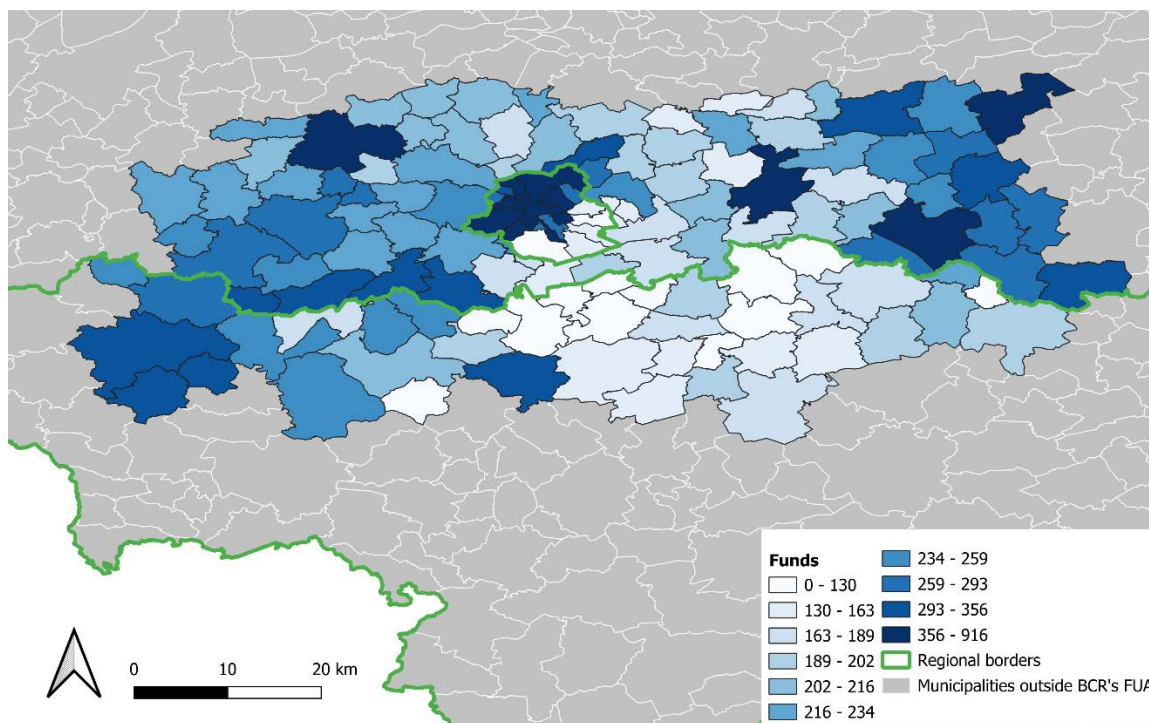 Funds
0 - 130
130 - 163
163 - 189
189 - 202
202 - 216
216 - 234
234 - 259
259 - 293
293 - 356
356 - 916
Regional borders
Municipalities outside BCR's FUA
0 10 20 km